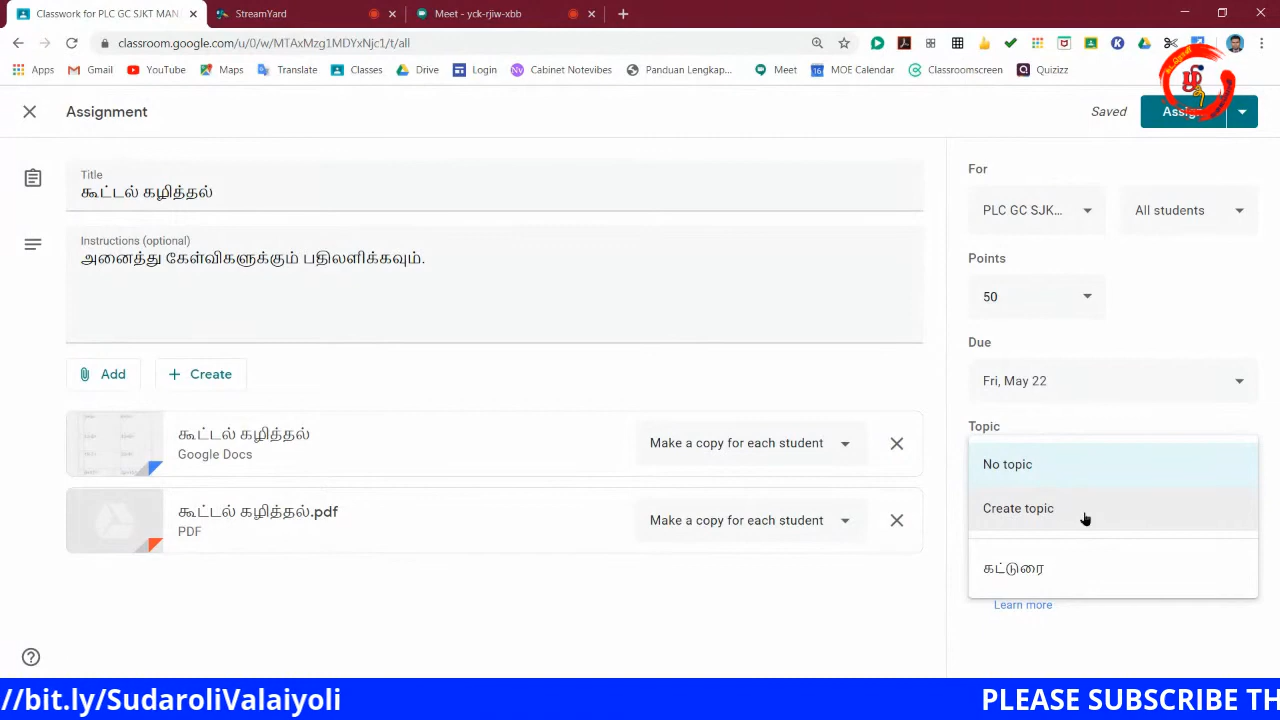 Classwork for PLC GC SJKT MAN
StreamYard
Meet - yck-rjiw-xbb
classroom.google.com/u/0/w/MTAxMzg1MDYxNjc1/t/all
Apps
Gmail
YouTube
Maps
Translate
Classes
Drive
Login
Cabinet Notevibes
Panduan Lengkap...
Meet
MOE Calendar
Classroomscreen
Quizizz
Assignment
Saved
Assign
Title
கூட்டல் கழித்தல்
Instructions (optional)
அனைத்து கேள்விகளுக்கும் பதிலளிக்கவும்.
Add
Create
கூட்டல் கழித்தல்
Google Docs
Make a copy for each student
கூட்டல் கழித்தல்.pdf
PDF
Make a copy for each student
For
PLC GC SJK...
All students
Points
50
Due
Fri, May 22
Topic
No topic
Create topic
கட்டுரை
Learn more
//bit.ly/SudaroliValaiyoli
PLEASE SUBSCRIBE TH